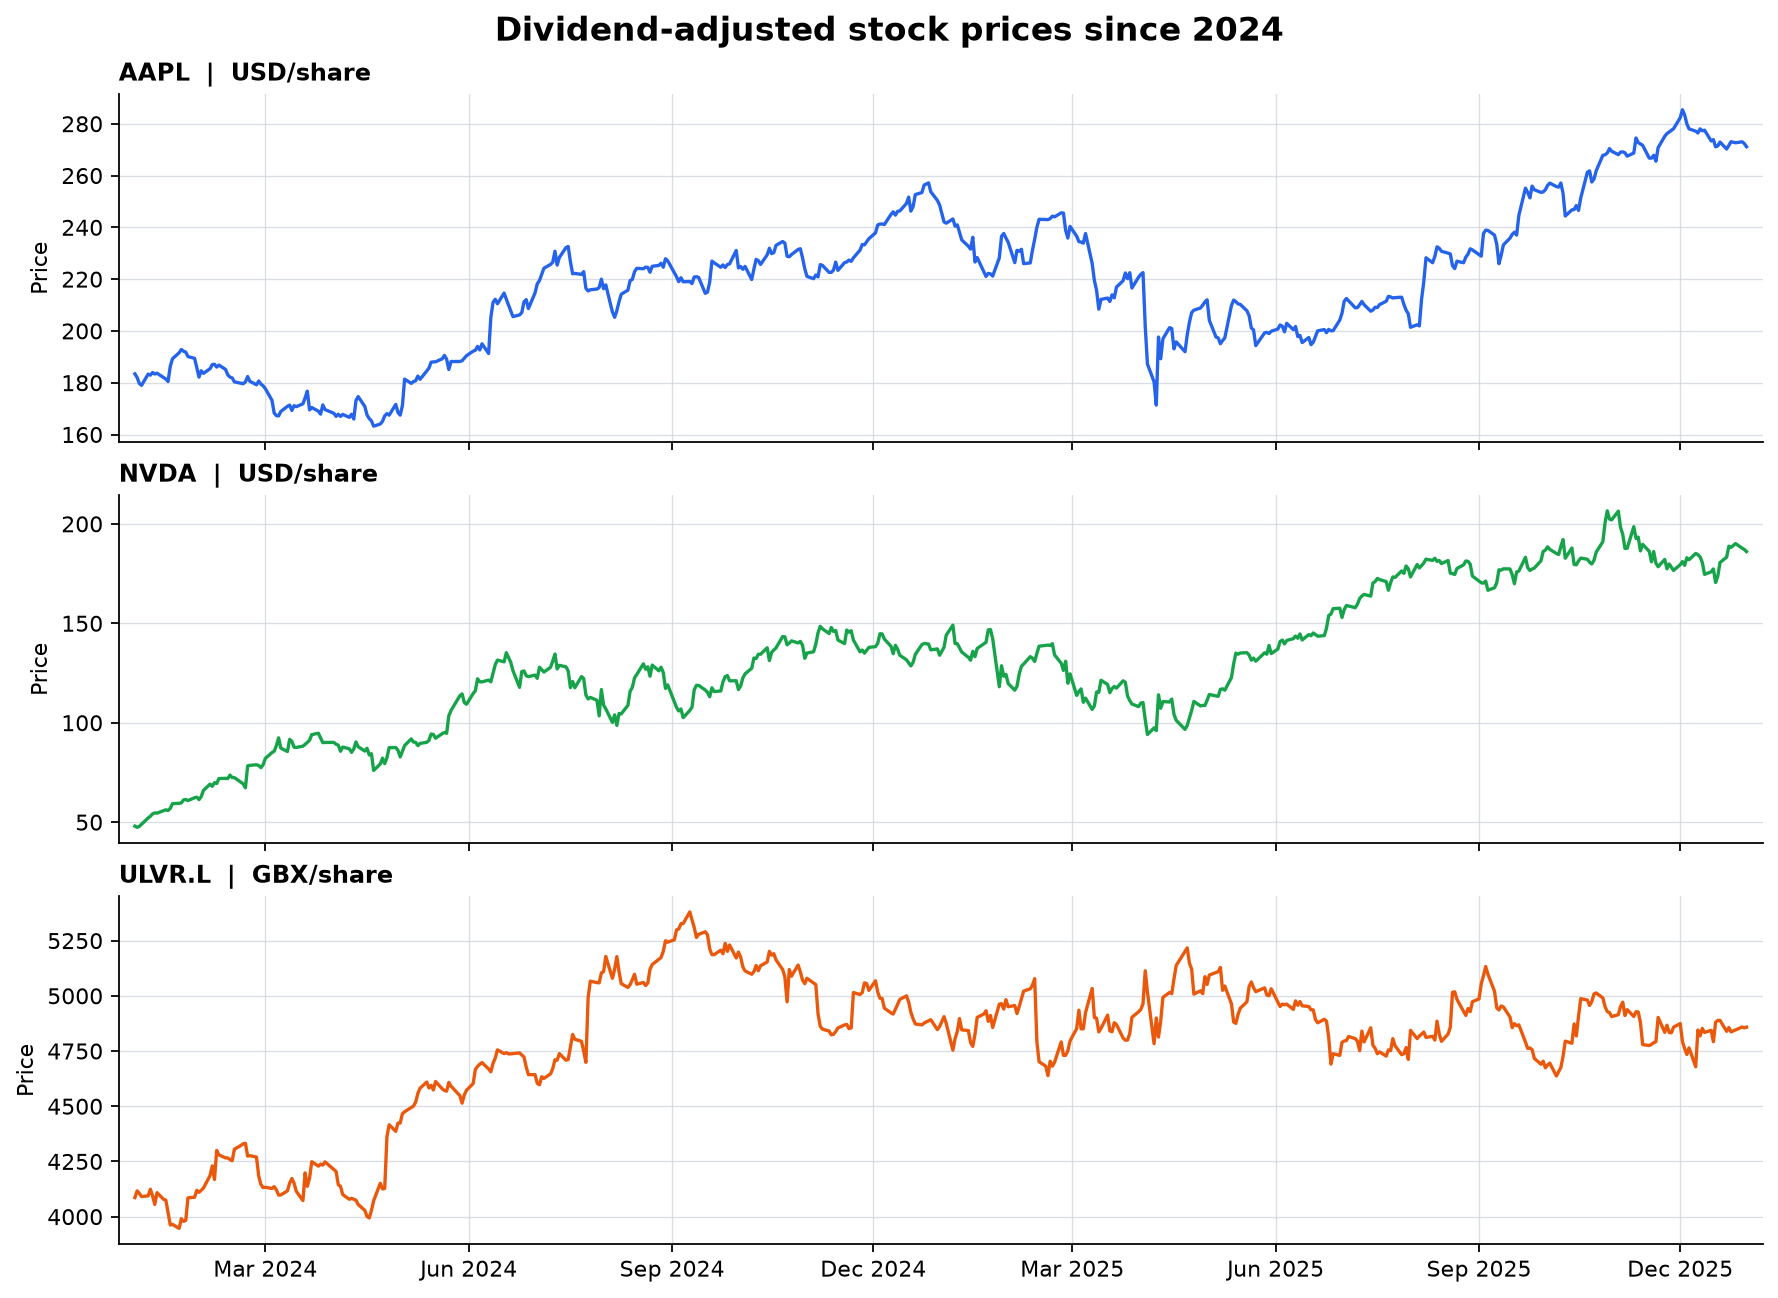 Dividend-adjusted stock prices since 2024
AAPL | USD/share
Price
280
260
240
220
200
180
160
NVDA | USD/share
Price
200
150
100
50
ULVR.L | GBX/share
Price
5250
5000
4750
4500
4250
4000
Mar 2024 Jun 2024 Sep 2024 Dec 2024 Mar 2025 Jun 2025 Sep 2025 Dec 2025